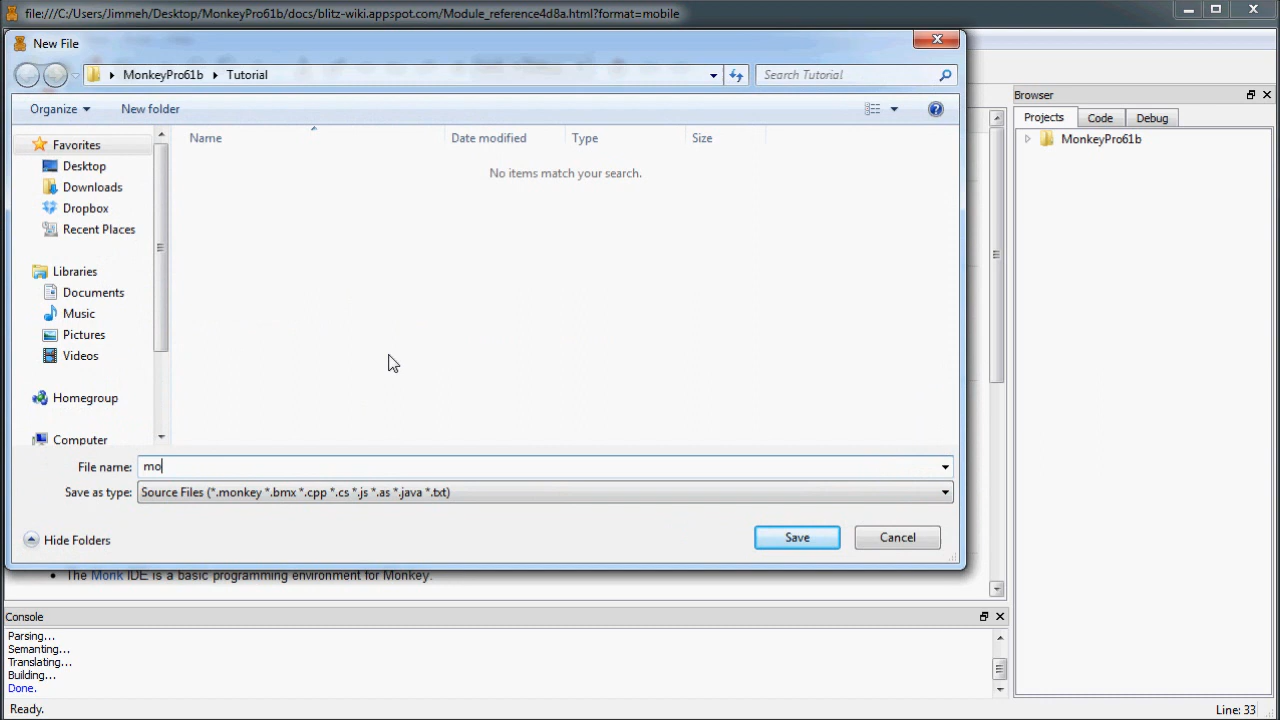 file:///C:/Users/Jimmeh/Desktop/MonkeyPro61b/docs/blitz-wiki.appspot.com/Module_reference4d8a.html?format=mobile
New File
MonkeyPro61b Tutorial
Search Tutorial
Organize New folder
Name Date modified Type Size
No items match your search.
Favorites
Desktop
Downloads
Dropbox
Recent Places
Libraries
Documents
Music
Pictures
Videos
Homegroup
Computer
File name: mo
Save as type: Source Files (*.monkey *.bmx *.cpp *.cs *.js *.as *.java *.txt)
Hide Folders Save Cancel
Browser
Projects Code Debug
MonkeyPro61b
The Monk IDE is a basic programming environment for Monkey.
Console
Parsing...
Semanting...
Translating...
Building...
Done.
Ready. Line: 33